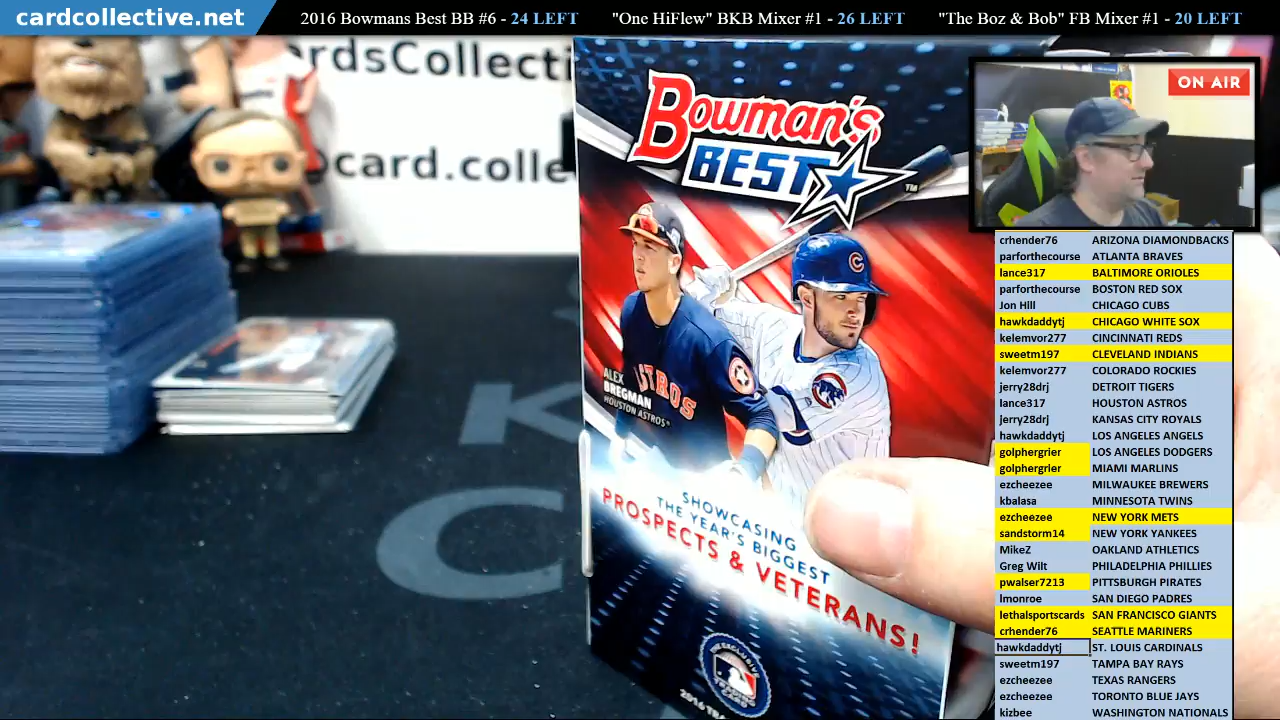 cardcollective.net
2016 Bowmans Best BB #6 - 24 LEFT
"One HiFlew" BKB Mixer #1 - 26 LEFT
"The Boz & Bob" FB Mixer #1 - 20 LEFT
ON AIR
rdsCollecti
card.colle
Bowman's
BEST
TM
ALEX
BREGMAN
HOUSTON ASTROS®
ASTROS
C
SHOWCASING
THE YEAR'S BIGGEST
PROSPECTS & VETERANS!
K
C
crhender76 ARIZONA DIAMONDBACKS
parforthecourse ATLANTA BRAVES
lance317 BALTIMORE ORIOLES
parforthecourse BOSTON RED SOX
Jon Hill CHICAGO CUBS
hawkdaddytj CHICAGO WHITE SOX
kelemvor277 CINCINNATI REDS
sweetm197 CLEVELAND INDIANS
kelemvor277 COLORADO ROCKIES
jerry28drj DETROIT TIGERS
lance317 HOUSTON ASTROS
jerry28drj KANSAS CITY ROYALS
hawkdaddytj LOS ANGELES ANGELS
golphergrier LOS ANGELES DODGERS
golphergrier MIAMI MARLINS
ezcheezee MILWAUKEE BREWERS
kbalasa MINNESOTA TWINS
ezcheezee NEW YORK METS
sandstorm14 NEW YORK YANKEES
MikeZ OAKLAND ATHLETICS
Greg Wilt PHILADELPHIA PHILLIES
pwalser7213 PITTSBURGH PIRATES
lmonroe SAN DIEGO PADRES
lethalsportscards SAN FRANCISCO GIANTS
crhender76 SEATTLE MARINERS
hawkdaddytj ST. LOUIS CARDINALS
sweetm197 TAMPA BAY RAYS
ezcheezee TEXAS RANGERS
ezcheezee TORONTO BLUE JAYS
kizbee WASHINGTON NATIONALS